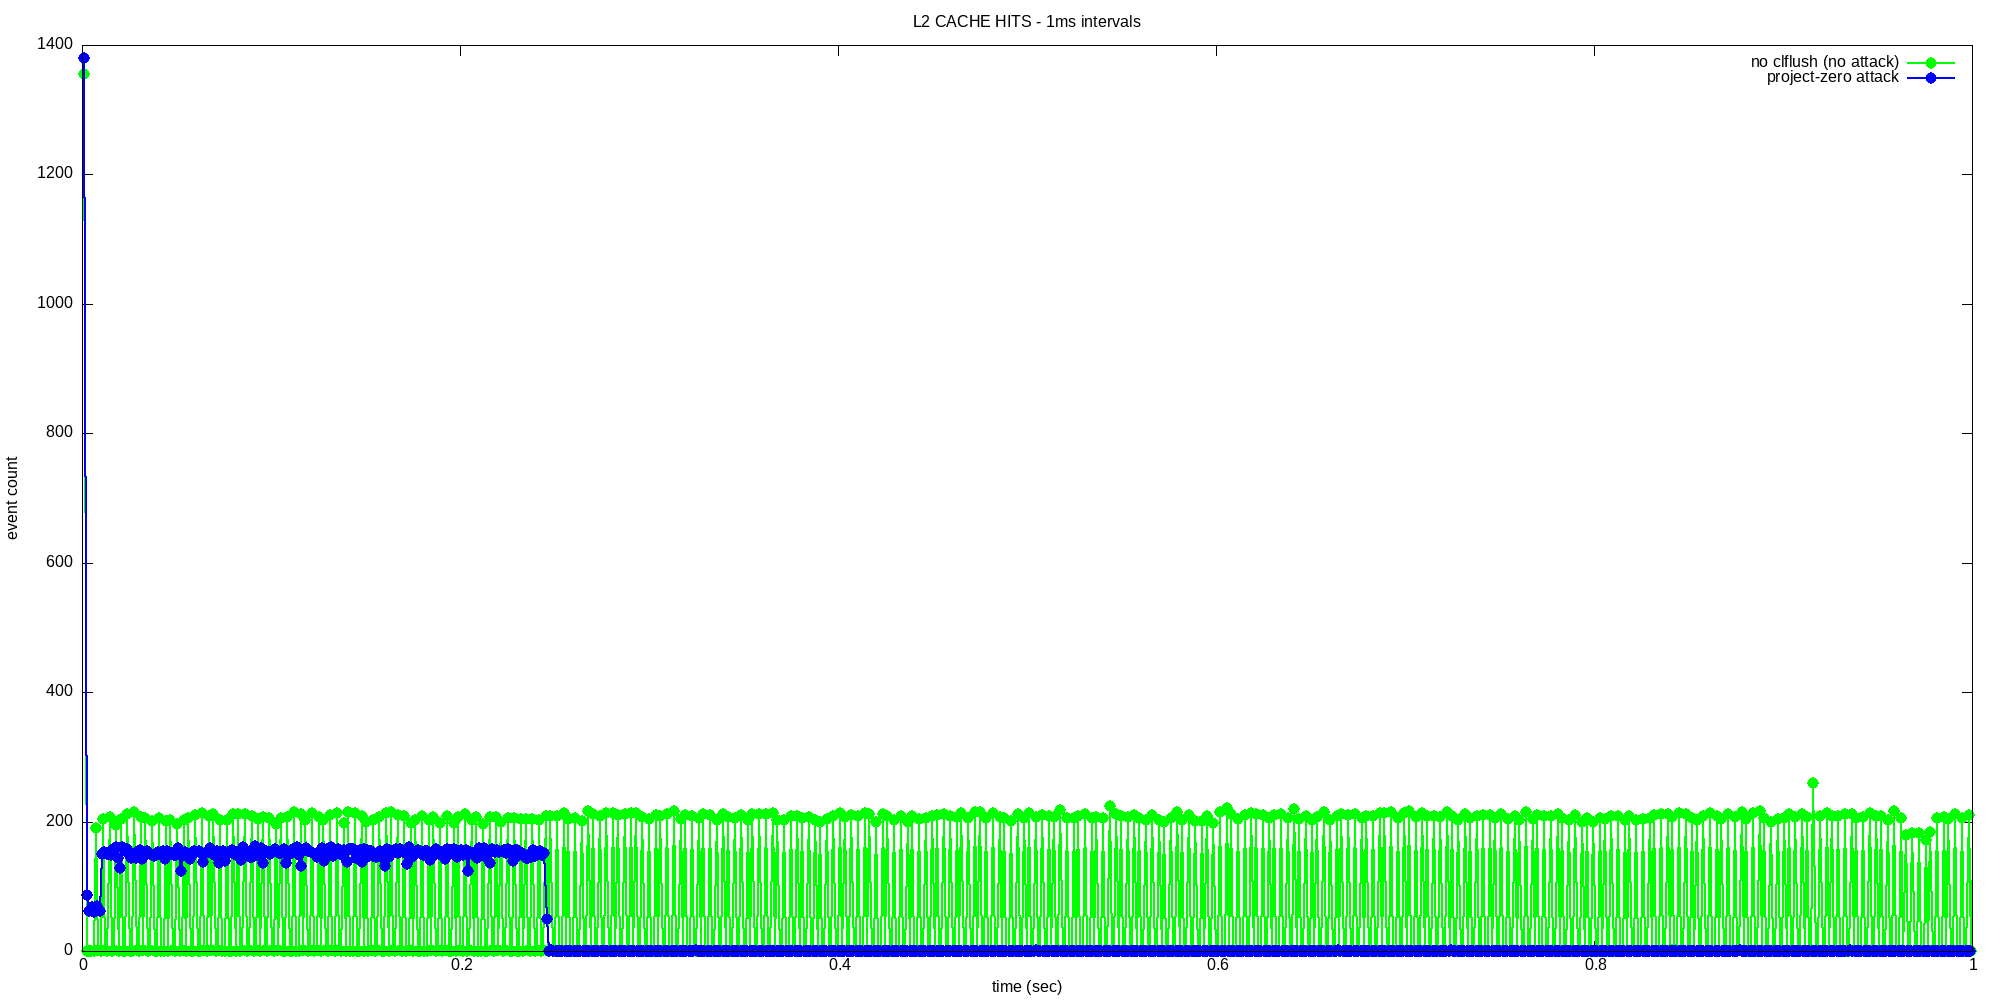 L2 CACHE HITS - 1ms intervals
1400
1200
1000
800
600
400
200
0
event count
no clflush (no attack)
project-zero attack
0
0.2
0.4
0.6
0.8
1
time (sec)